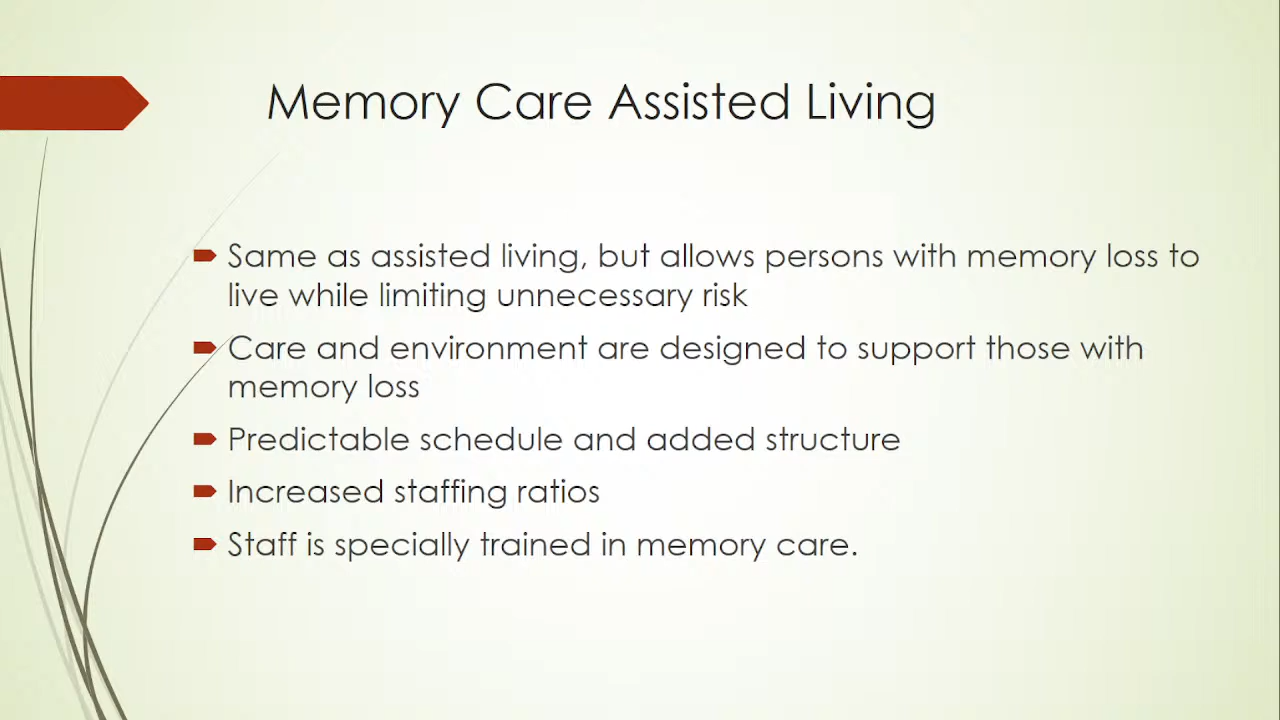 Memory Care Assisted Living
Same as assisted living, but allows persons with memory loss to
live while limiting unnecessary risk
Care and environment are designed to support those with
memory loss
Predictable schedule and added structure
Increased staffing ratios
Staff is specially trained in memory care.